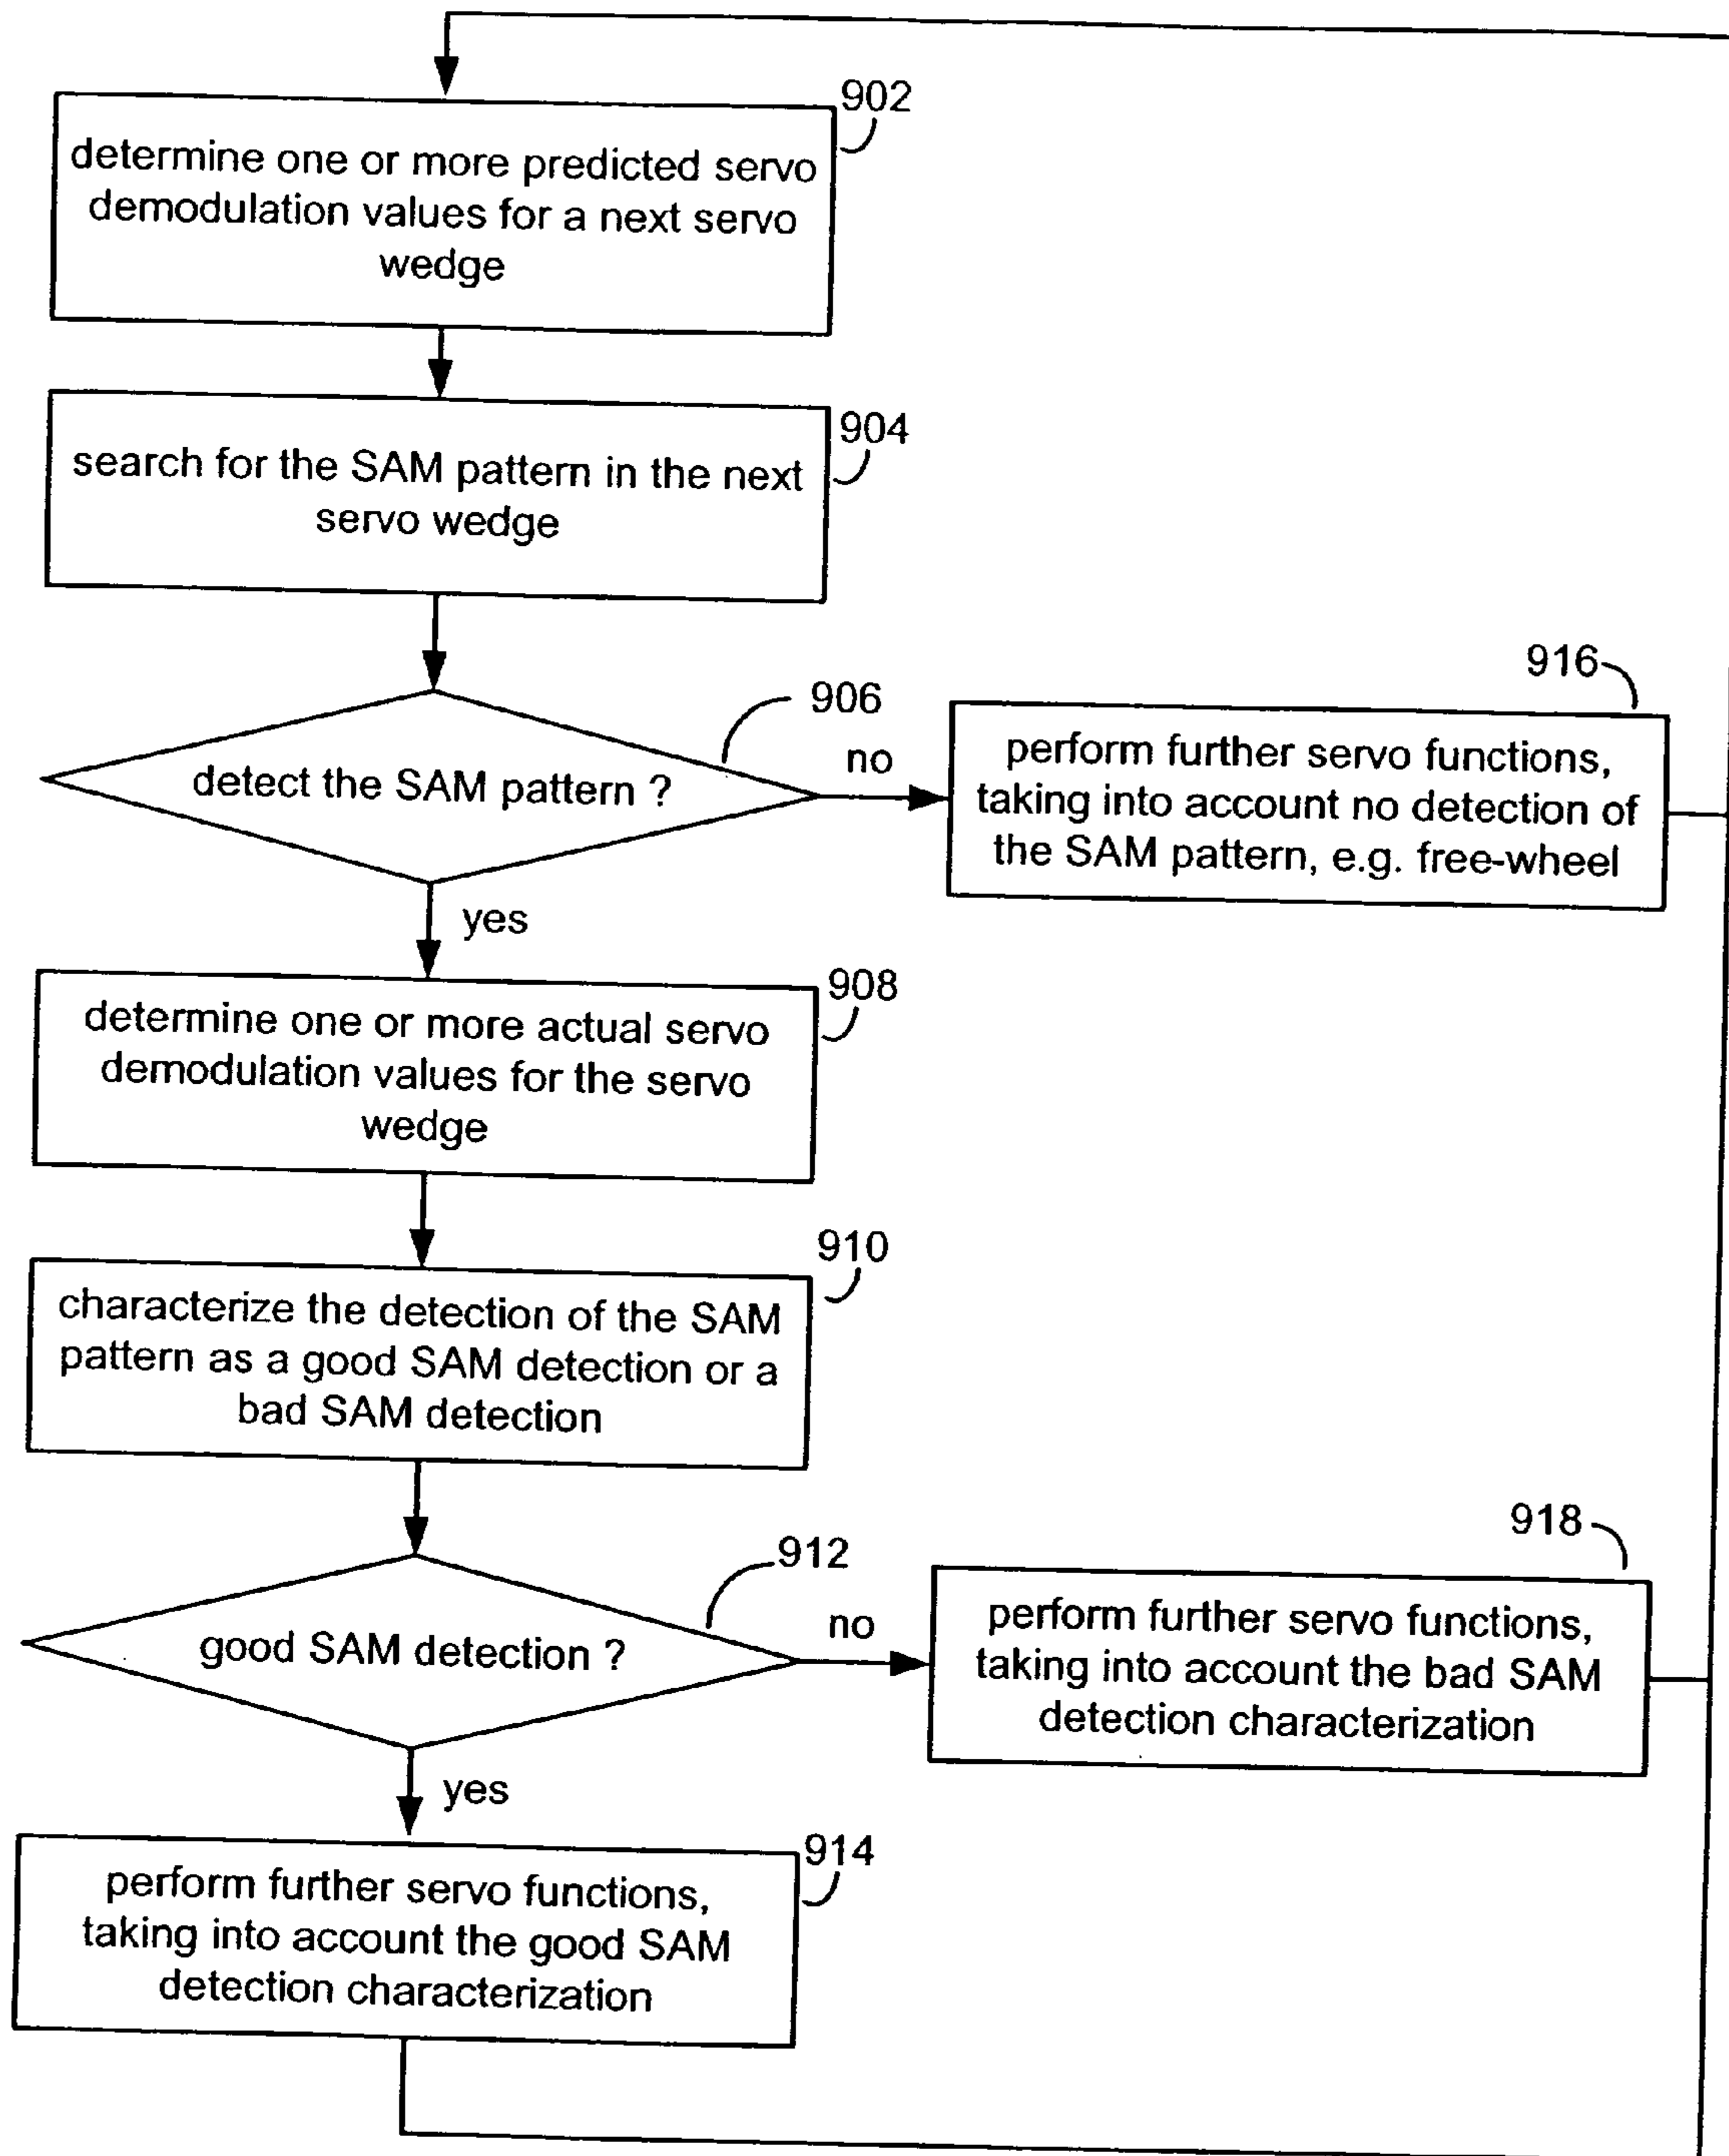 902
determine one or more predicted servo
demodulation values for a next servo
wedge
904
search for the SAM pattern in the next
servo wedge
906
detect the SAM pattern ?
no
916
perform further servo functions,
taking into account no detection of
the SAM pattern, e.g. free-wheel
yes
908
determine one or more actual servo
demodulation values for the servo
wedge
910
characterize the detection of the SAM
pattern as a good SAM detection or a
bad SAM detection
912
good SAM detection ?
no
918
perform further servo functions,
taking into account the bad SAM
detection characterization
yes
914
perform further servo functions,
taking into account the good SAM
detection characterization